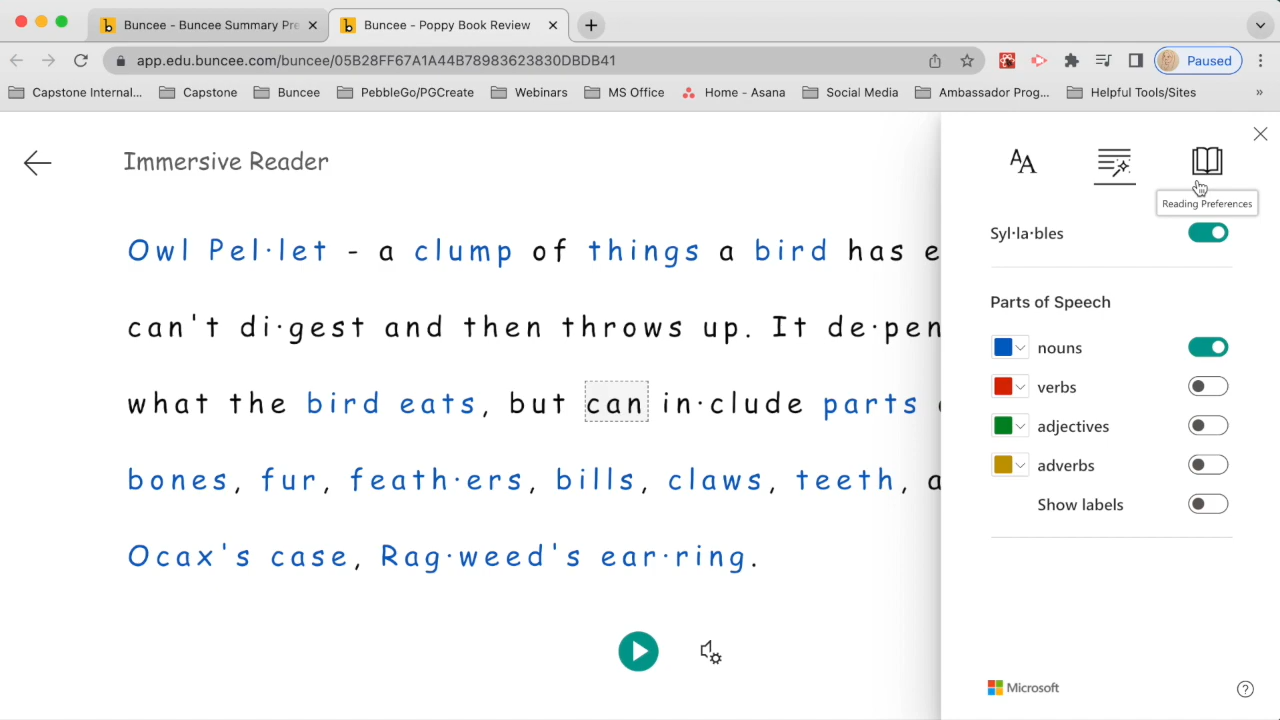 Buncee - Buncee Summary Pre
Buncee - Poppy Book Review
app.edu.buncee.com/buncee/05B28FF67A1A44B78983623830DBDB41
Paused
Capstone Internal...
Capstone
Buncee
PebbleGo/PGCreate
Webinars
MS Office
Home - Asana
Social Media
Ambassador Prog...
Helpful Tools/Sites
»
Immersive Reader
Owl Pel·let - a clump of things a bird has e
can't di·gest and then throws up. It de·pen
what the bird eats, but can in·clude parts
bones, fur, feath·ers, bills, claws, teeth, a
Ocax's case, Rag·weed's ear·ring.
AA
Reading Preferences
Syl·la·bles
Parts of Speech
nouns
verbs
adjectives
adverbs
Show labels
Microsoft